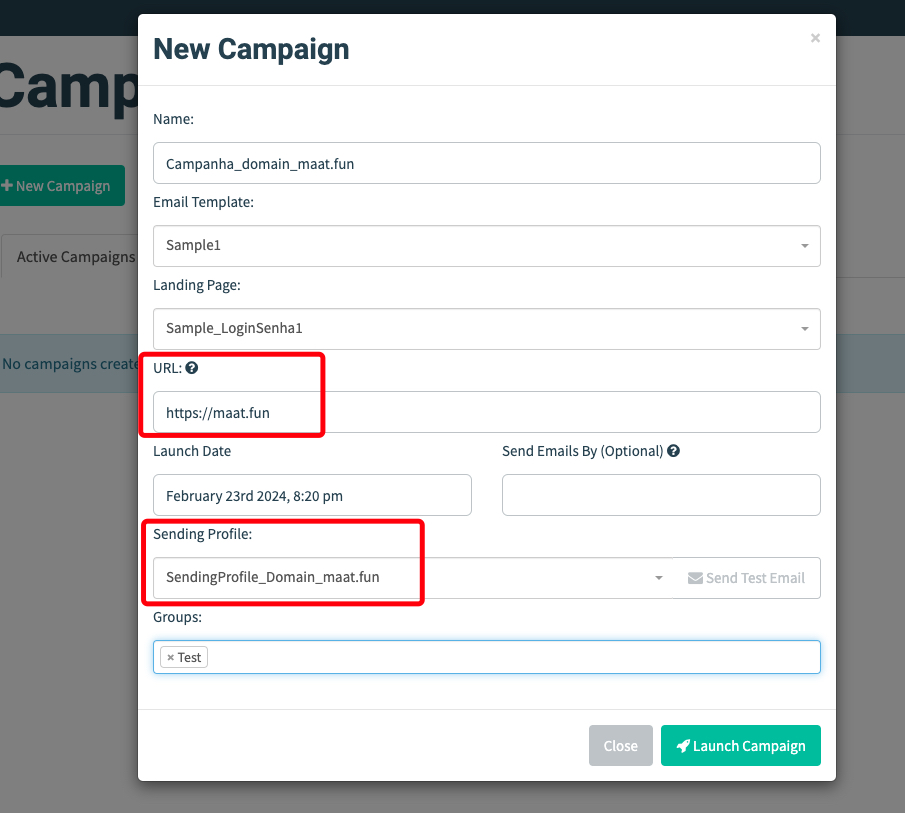 New Campaign
×
Camp
Name:
Campanha_domain_maat.fun
+ New Campaign
Email Template:
Sample1
Active Campaigns
Landing Page:
Sample_LoginSenha1
No campaigns create
URL: ?
https://maat.fun
Launch Date
Send Emails By (Optional) ?
February 23rd 2024, 8:20 pm
Sending Profile:
SendingProfile_Domain_maat.fun
Send Test Email
Groups:
× Test
Close
Launch Campaign